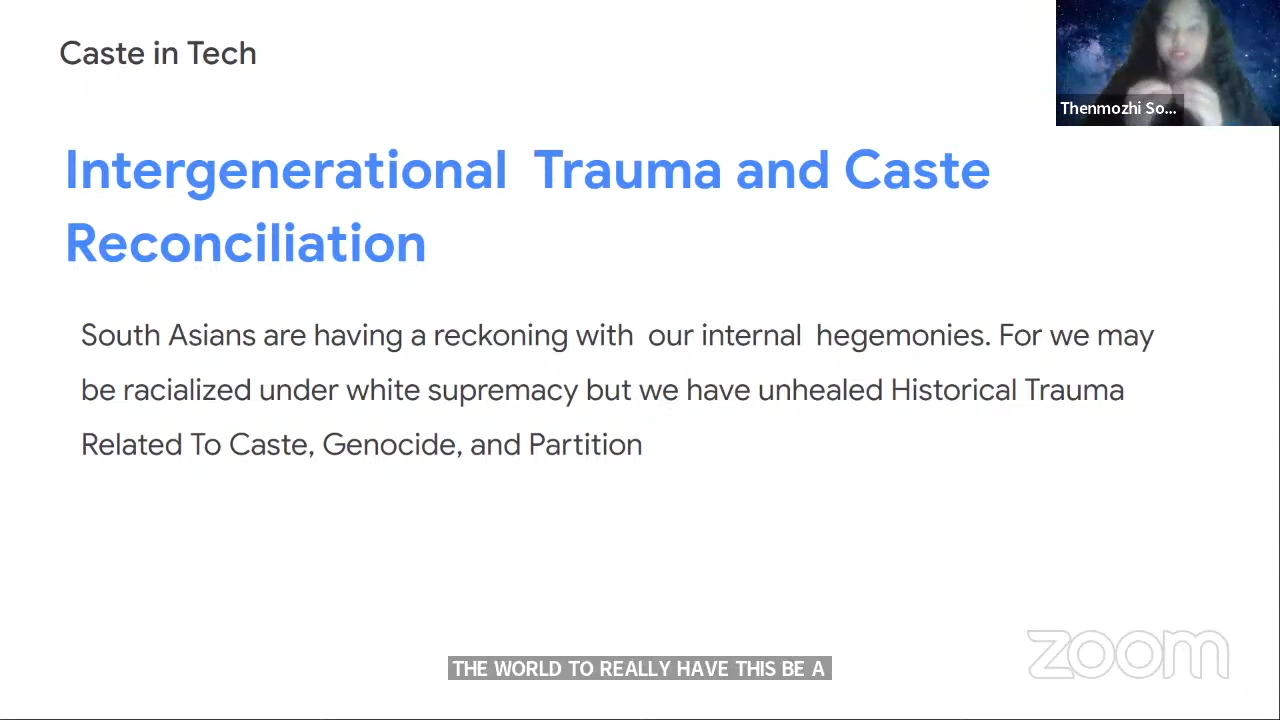 Caste in Tech
Thenmozhi So...
Intergenerational Trauma and Caste
Reconciliation
South Asians are having a reckoning with our internal hegemonies. For we may
be racialized under white supremacy but we have unhealed Historical Trauma
Related To Caste, Genocide, and Partition
zoom
THE WORLD TO REALLY HAVE THIS BE A